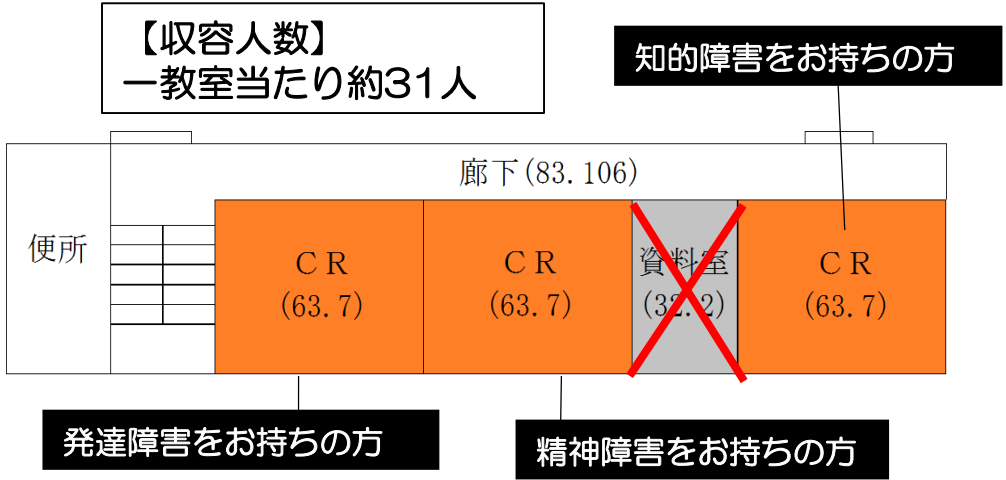 【収容人数】
一教室当たり約31人
知的障害をお持ちの方
廊下(83.106)
便所
ＣＲ
(63.7)
ＣＲ
(63.7)
資料室
(32.2)
ＣＲ
(63.7)
発達障害をお持ちの方
精神障害をお持ちの方